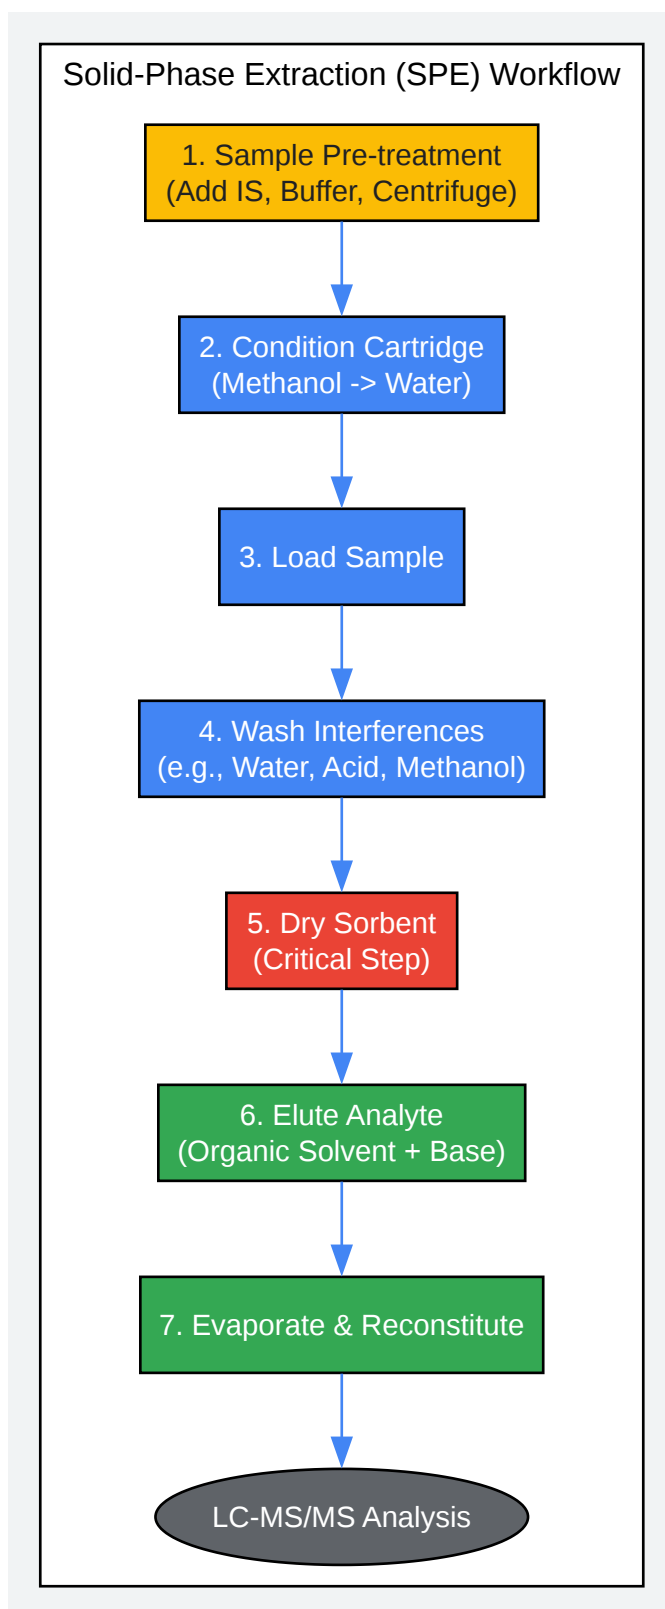 Solid-Phase Extraction (SPE) Workflow
1. Sample Pre-treatment
(Add IS, Buffer, Centrifuge)
2. Condition Cartridge
(Methanol -> Water)
3. Load Sample
4. Wash Interferences
(e.g., Water, Acid, Methanol)
5. Dry Sorbent
(Critical Step)
6. Elute Analyte
(Organic Solvent + Base)
7. Evaporate & Reconstitute
LC-MS/MS Analysis